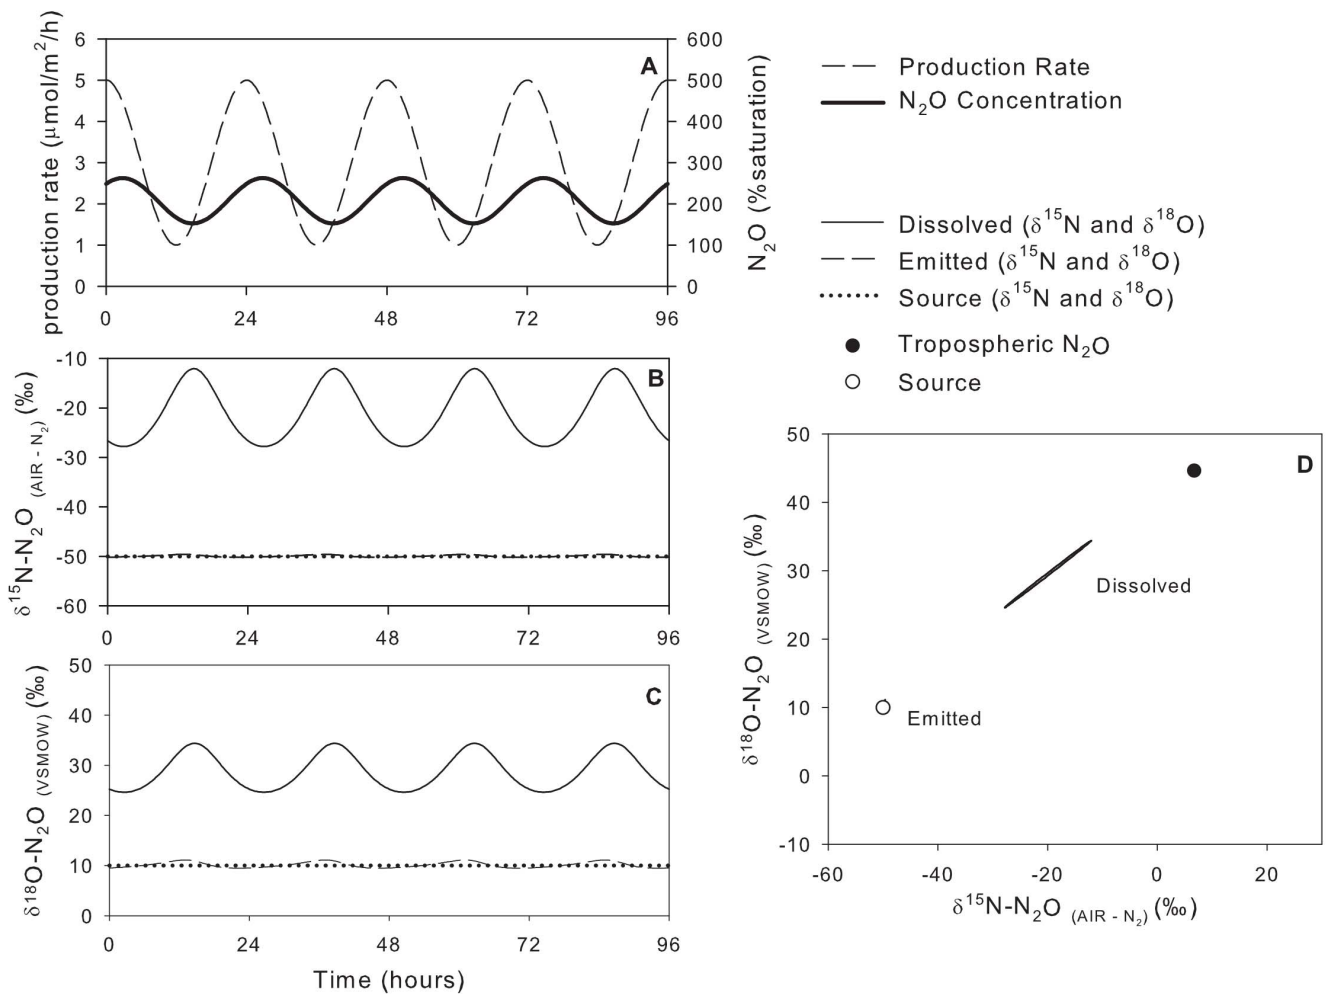 A
production rate (μmol/m²/h)
6
5
4
3
2
1
0
N₂O (%saturation)
600
500
400
300
200
100
0
0 24 48 72 96
Production Rate
N₂O Concentration
Dissolved (δ¹⁵N and δ¹⁸O)
Emitted (δ¹⁵N and δ¹⁸O)
Source (δ¹⁵N and δ¹⁸O)
Tropospheric N₂O
Source
B
δ¹⁵N-N₂O (AIR - N₂) (‰)
-10
-20
-30
-40
-50
-60
0 24 48 72 96
C
δ¹⁸O-N₂O (VSMOW) (‰)
50
40
30
20
10
0
0 24 48 72 96
Time (hours)
D
δ¹⁸O-N₂O (VSMOW) (‰)
50
40
30
20
10
0
-10
Dissolved
Emitted
-60 -40 -20 0 20
δ¹⁵N-N₂O (AIR - N₂) (‰)